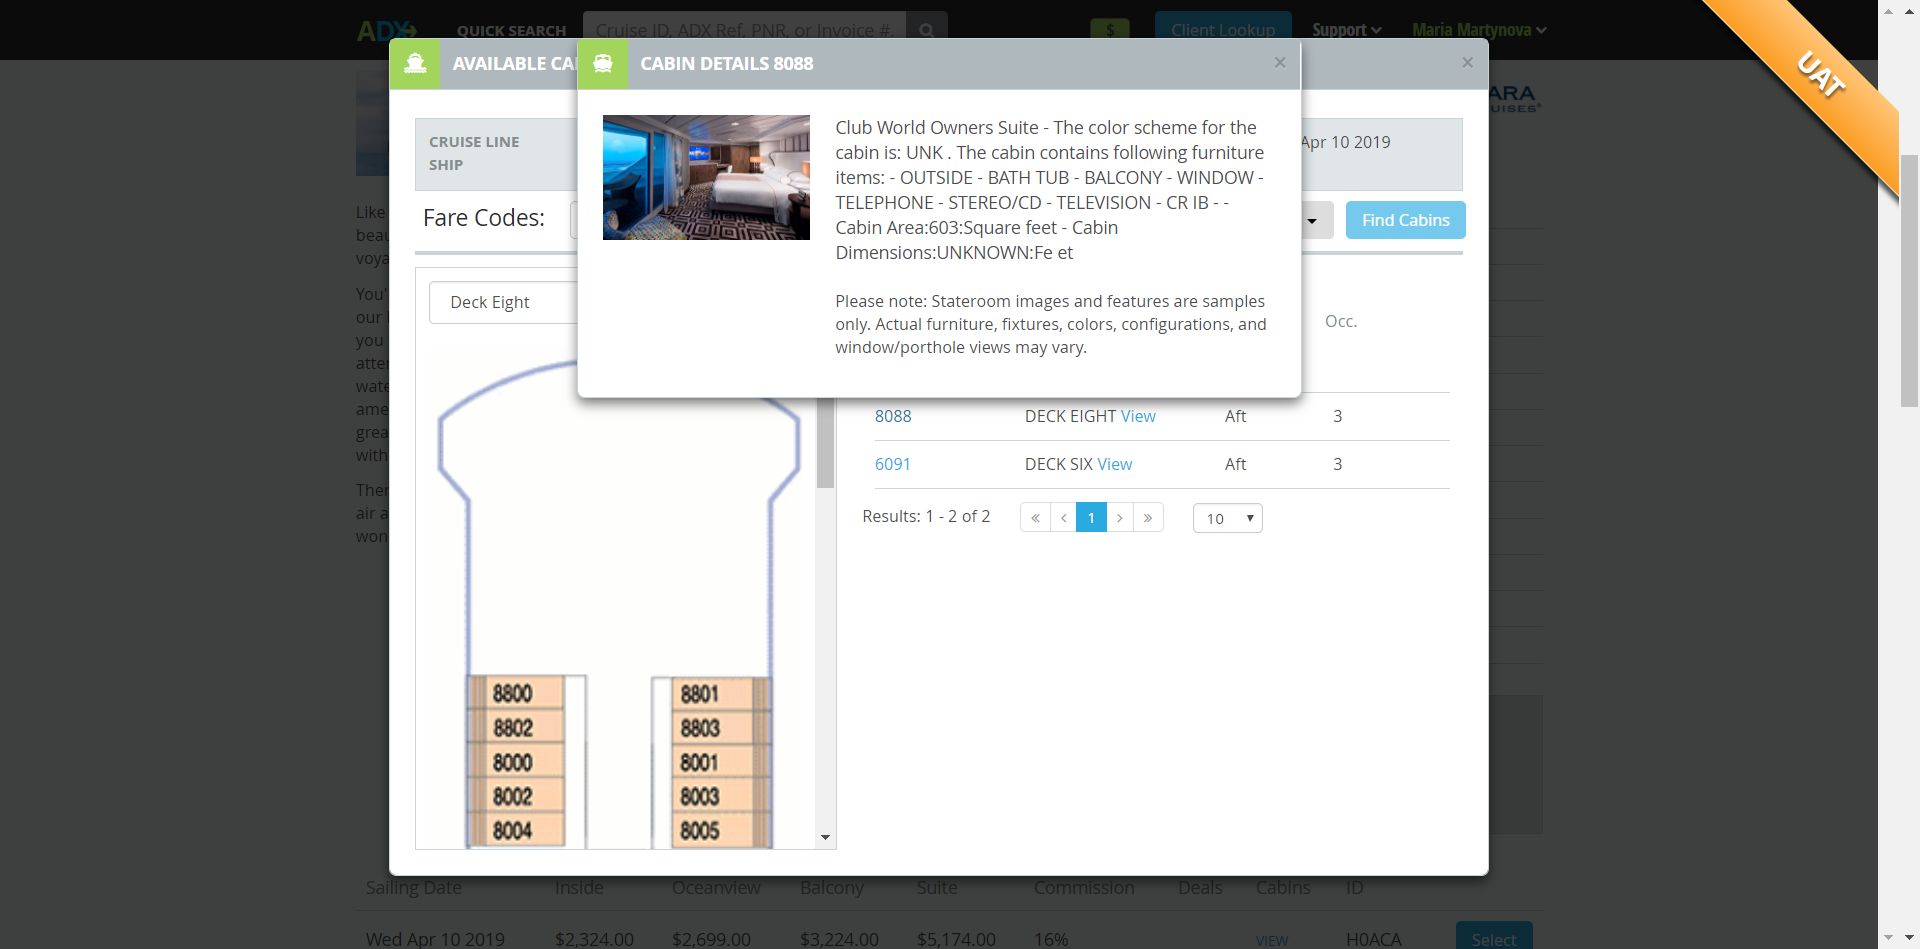 ADX
QUICK SEARCH
Cruise ID, ADX Ref, PNR, or Invoice #,
$
Client Lookup
Support
Maria Martynova
UAT
AVAILABLE CA
CABIN DETAILS 8088
×
×
ARA
UISES
CRUISE LINE
SHIP
Apr 10 2019
Club World Owners Suite - The color scheme for the
cabin is: UNK . The cabin contains following furniture
items: - OUTSIDE - BATH TUB - BALCONY - WINDOW -
TELEPHONE - STEREO/CD - TELEVISION - CR IB - -
Cabin Area:603:Square feet - Cabin
Dimensions:UNKNOWN:Fe et
Please note: Stateroom images and features are samples
only. Actual furniture, fixtures, colors, configurations, and
window/porthole views may vary.
Fare Codes:
Find Cabins
Like
beau
voya
You'
our
you
atter
wate
ame
grea
with
Ther
air a
won
Deck Eight
Occ.
8088 DECK EIGHT View Aft 3
6091 DECK SIX View Aft 3
Results: 1 - 2 of 2
« ‹ 1 › »
10
8800 8801
8802 8803
8000 8001
8002 8003
8004 8005
Sailing Date Inside Oceanview Balcony Suite Commission Deals Cabins ID
Wed Apr 10 2019 $2,324.00 $2,699.00 $3,224.00 $5,174.00 16% VIEW H0ACA Select